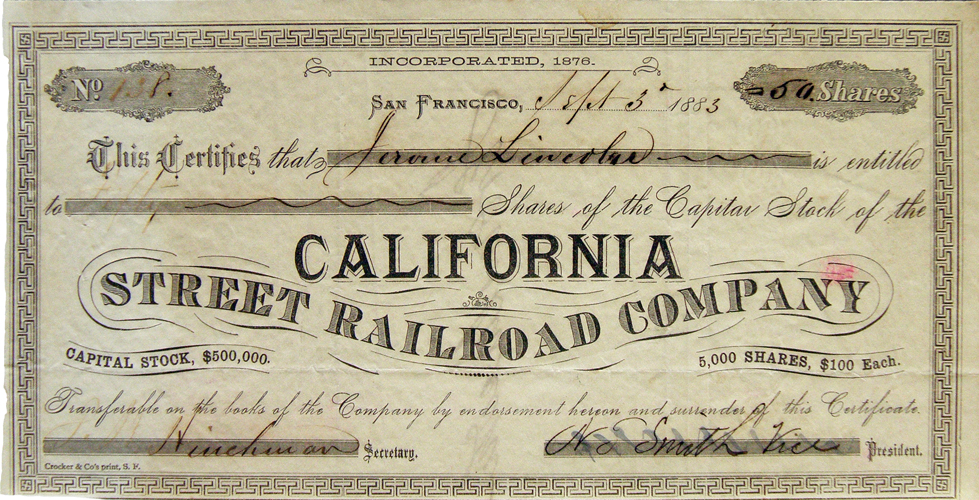 INCORPORATED, 1876.
No 138.
50 Shares
SAN FRANCISCO, Sept 3d 1883
This Certifies that Jerome Lincoln is entitled
to Fifty Shares of the Capital Stock of the
CALIFORNIA
STREET RAILROAD COMPANY
CAPITAL STOCK, $500,000.
5,000 SHARES, $100 Each.
Transferable on the books of the Company by endorsement hereon and surrender of this Certificate.
Hinchman Secretary.
Smith Vice President.
Crocker & Co's print, S. F.